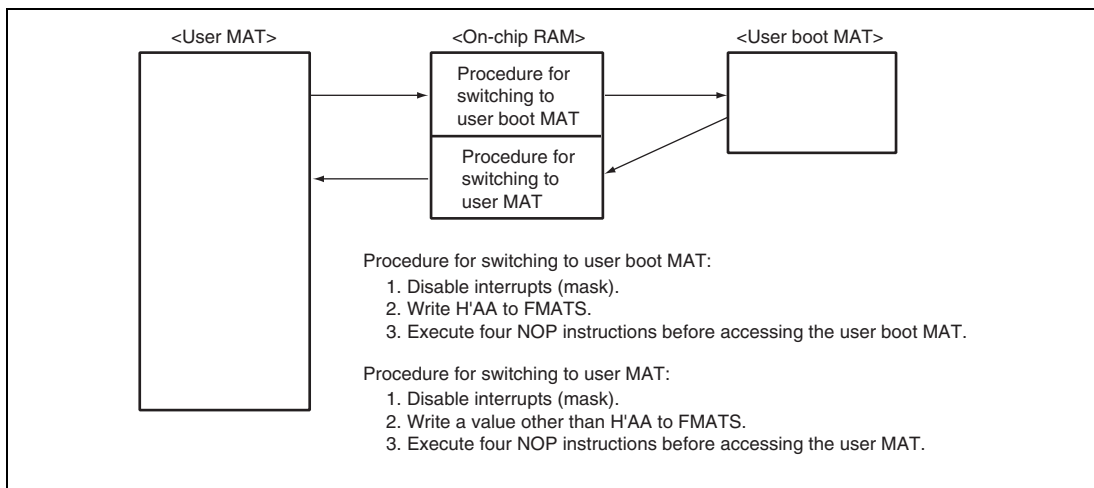 <User MAT>
<On-chip RAM>
<User boot MAT>
Procedure for
switching to
user boot MAT
Procedure for
switching to
user MAT
Procedure for switching to user boot MAT:
1. Disable interrupts (mask).
2. Write H'AA to FMATS.
3. Execute four NOP instructions before accessing the user boot MAT.
Procedure for switching to user MAT:
1. Disable interrupts (mask).
2. Write a value other than H'AA to FMATS.
3. Execute four NOP instructions before accessing the user MAT.